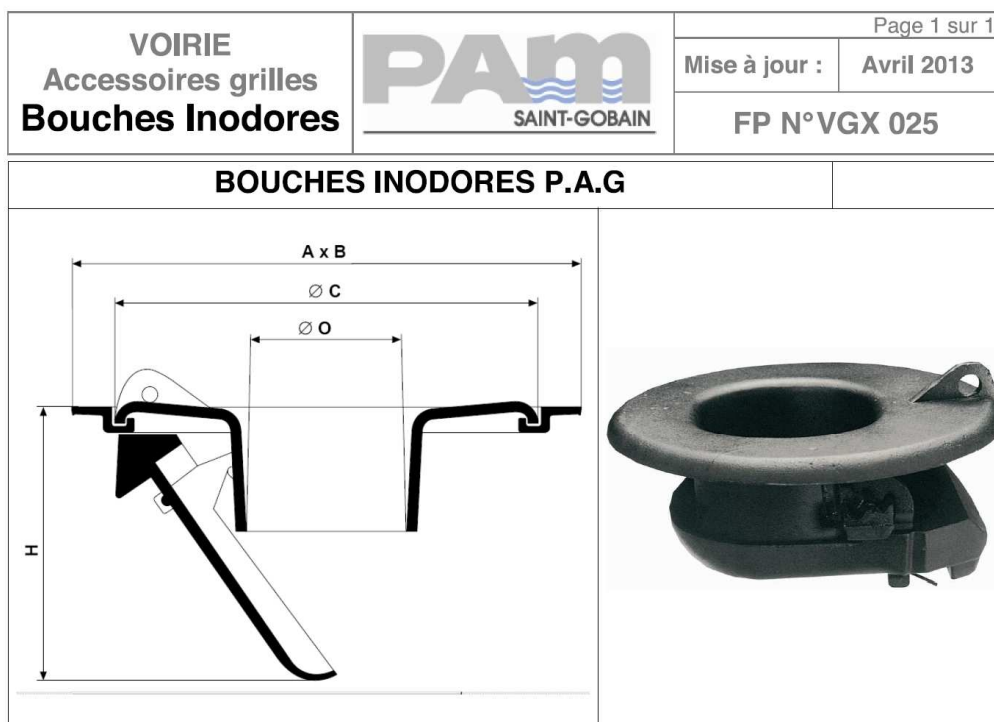 VOIRIE
Accessoires grilles
Bouches Inodores
PAM
SAINT-GOBAIN
Page 1 sur 1
Mise à jour :
Avril 2013
FP N°VGX 025
BOUCHES INODORES P.A.G
A x B
Ø C
Ø O
H